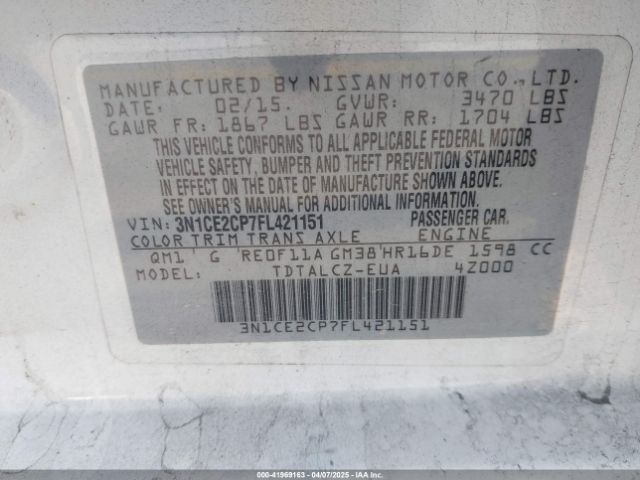 MANUFACTURED BY NISSAN MOTOR CO., LTD.
DATE: 02/15. GVWR: 3470 LBS
GAWR FR: 1867 LBS GAWR RR: 1704 LBS
THIS VEHICLE CONFORMS TO ALL APPLICABLE FEDERAL MOTOR
VEHICLE SAFETY, BUMPER AND THEFT PREVENTION STANDARDS
IN EFFECT ON THE DATE OF MANUFACTURE SHOWN ABOVE.
SEE OWNER'S MANUAL FOR ADDITIONAL INFORMATION.
VIN: 3N1CE2CP7FL421151 PASSENGER CAR.
COLOR TRIM TRANS AXLE ENGINE
QM1 G RE0F11A GM38 HR16DE 1598 CC
MODEL: TDTALCZ-EUA 4Z000
3N1CE2CP7FL421151
000-41969163 - 04/07/2025 - IAAI.COM